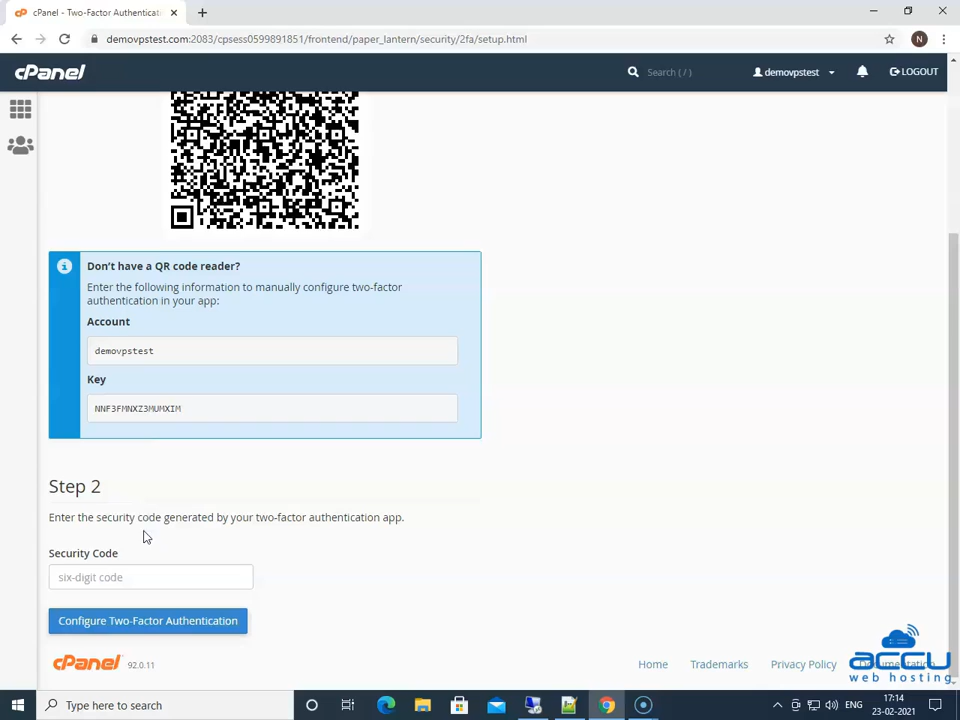 cPanel - Two-Factor Authenticati
demovpstest.com:2083/cpsess0599891851/frontend/paper_lantern/security/2fa/setup.html
N
cPanel
Search ( / )
demovpstest
LOGOUT
Don't have a QR code reader?
Enter the following information to manually configure two-factor
authentication in your app:
Account
demovpstest
Key
NNF3FMNXZ3MUMXIM
Step 2
Enter the security code generated by your two-factor authentication app.
Security Code
six-digit code
Configure Two-Factor Authentication
cPanel 92.0.11
Home Trademarks Privacy Policy Documentation
accu
web hosting
Type here to search
ENG
17:14
23-02-2021